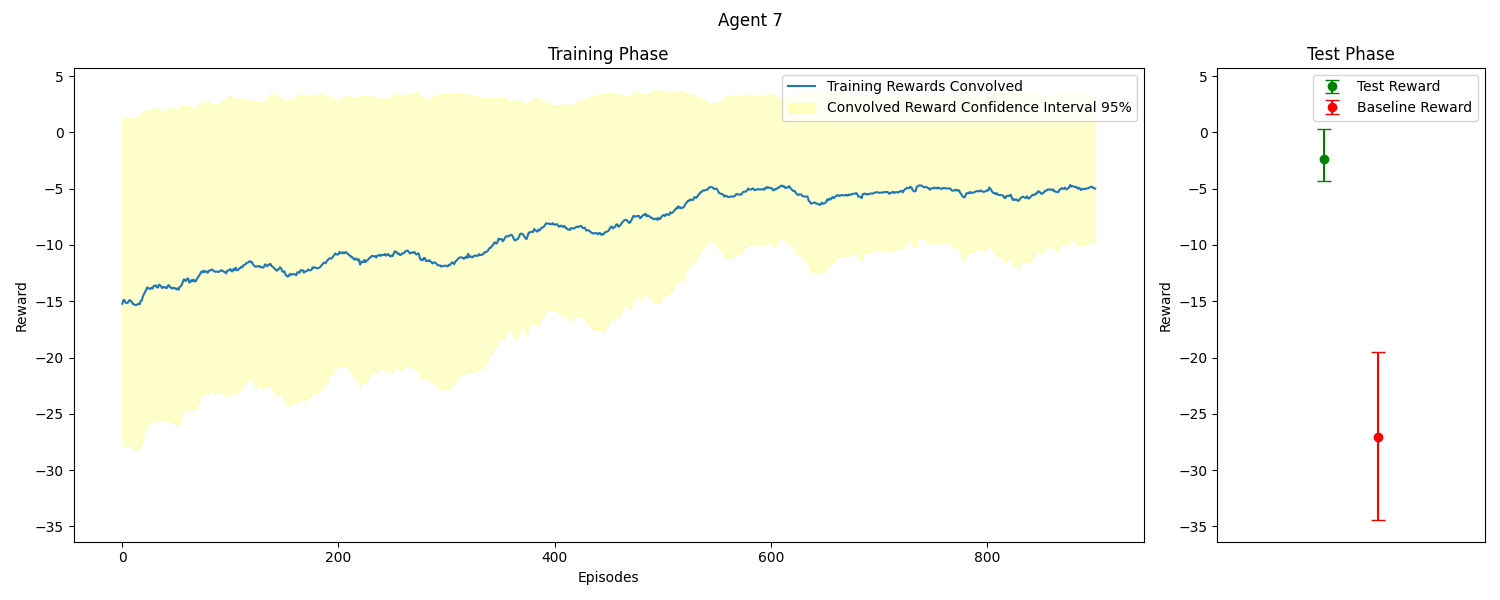 Agent 7
Training Phase
Training Rewards Convolved
Convolved Reward Confidence Interval 95%
5
0
−5
−10
−15
−20
−25
−30
−35
Reward
0
200
400
600
800
Episodes
Test Phase
Test Reward
Baseline Reward
5
0
−5
−10
−15
−20
−25
−30
−35
Reward